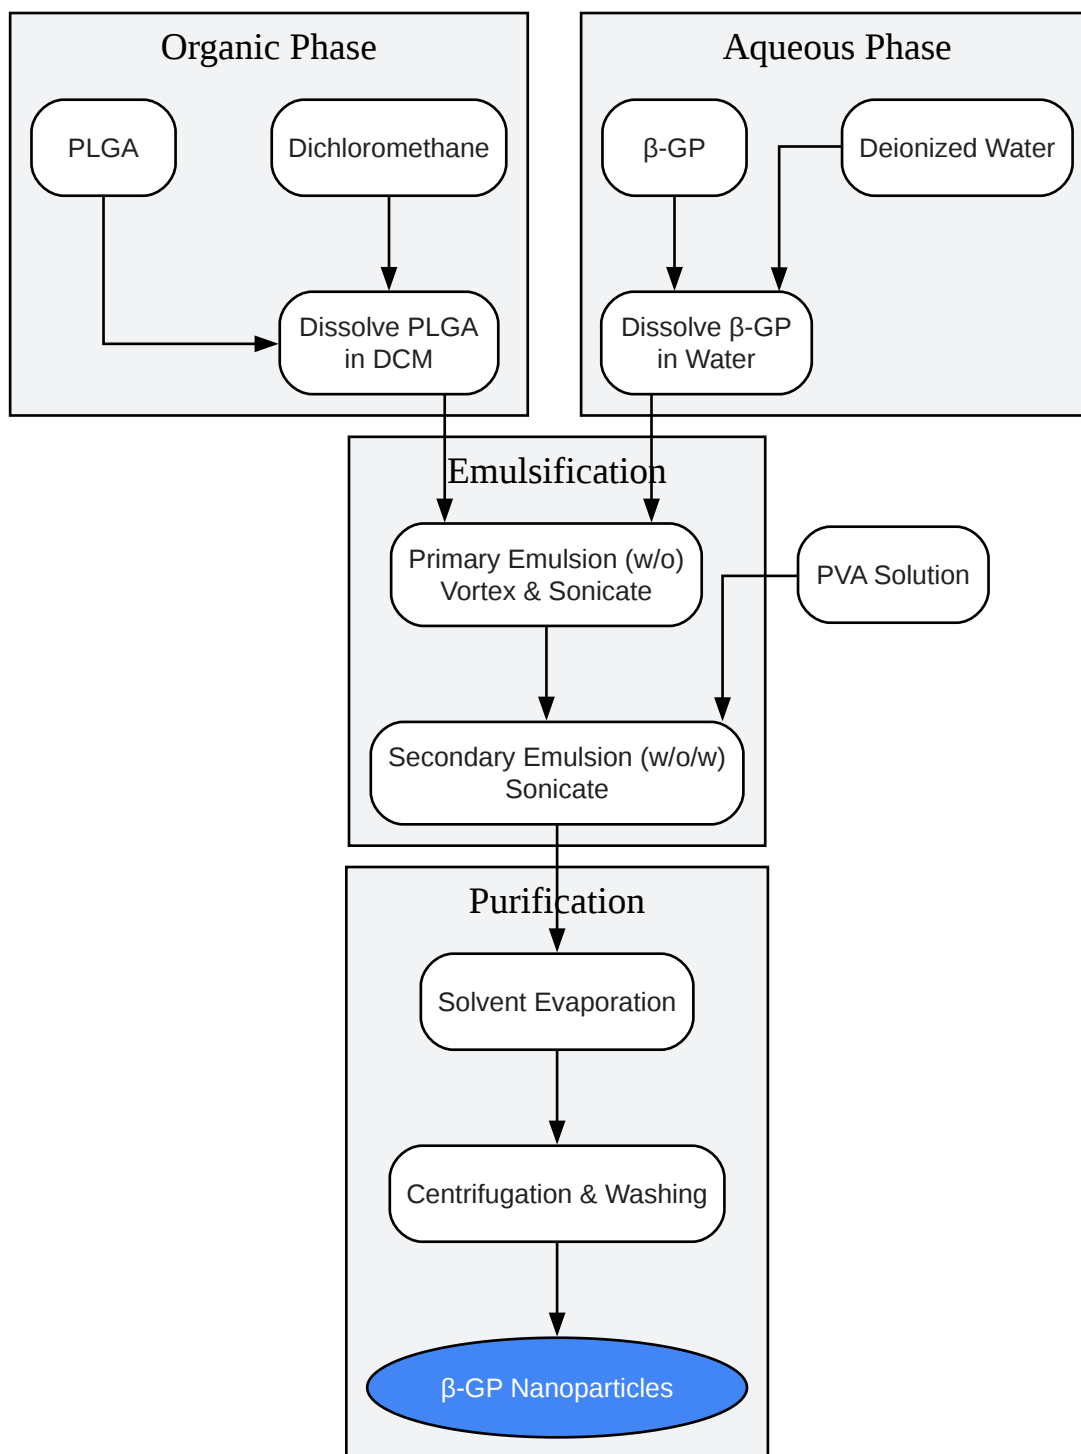 Organic Phase
Aqueous Phase
PLGA
Dichloromethane
β-GP
Deionized Water
Dissolve PLGA
in DCM
Dissolve β-GP
in Water
Emulsification
Primary Emulsion (w/o)
Vortex & Sonicate
PVA Solution
Secondary Emulsion (w/o/w)
Sonicate
Purification
Solvent Evaporation
Centrifugation & Washing
β-GP Nanoparticles